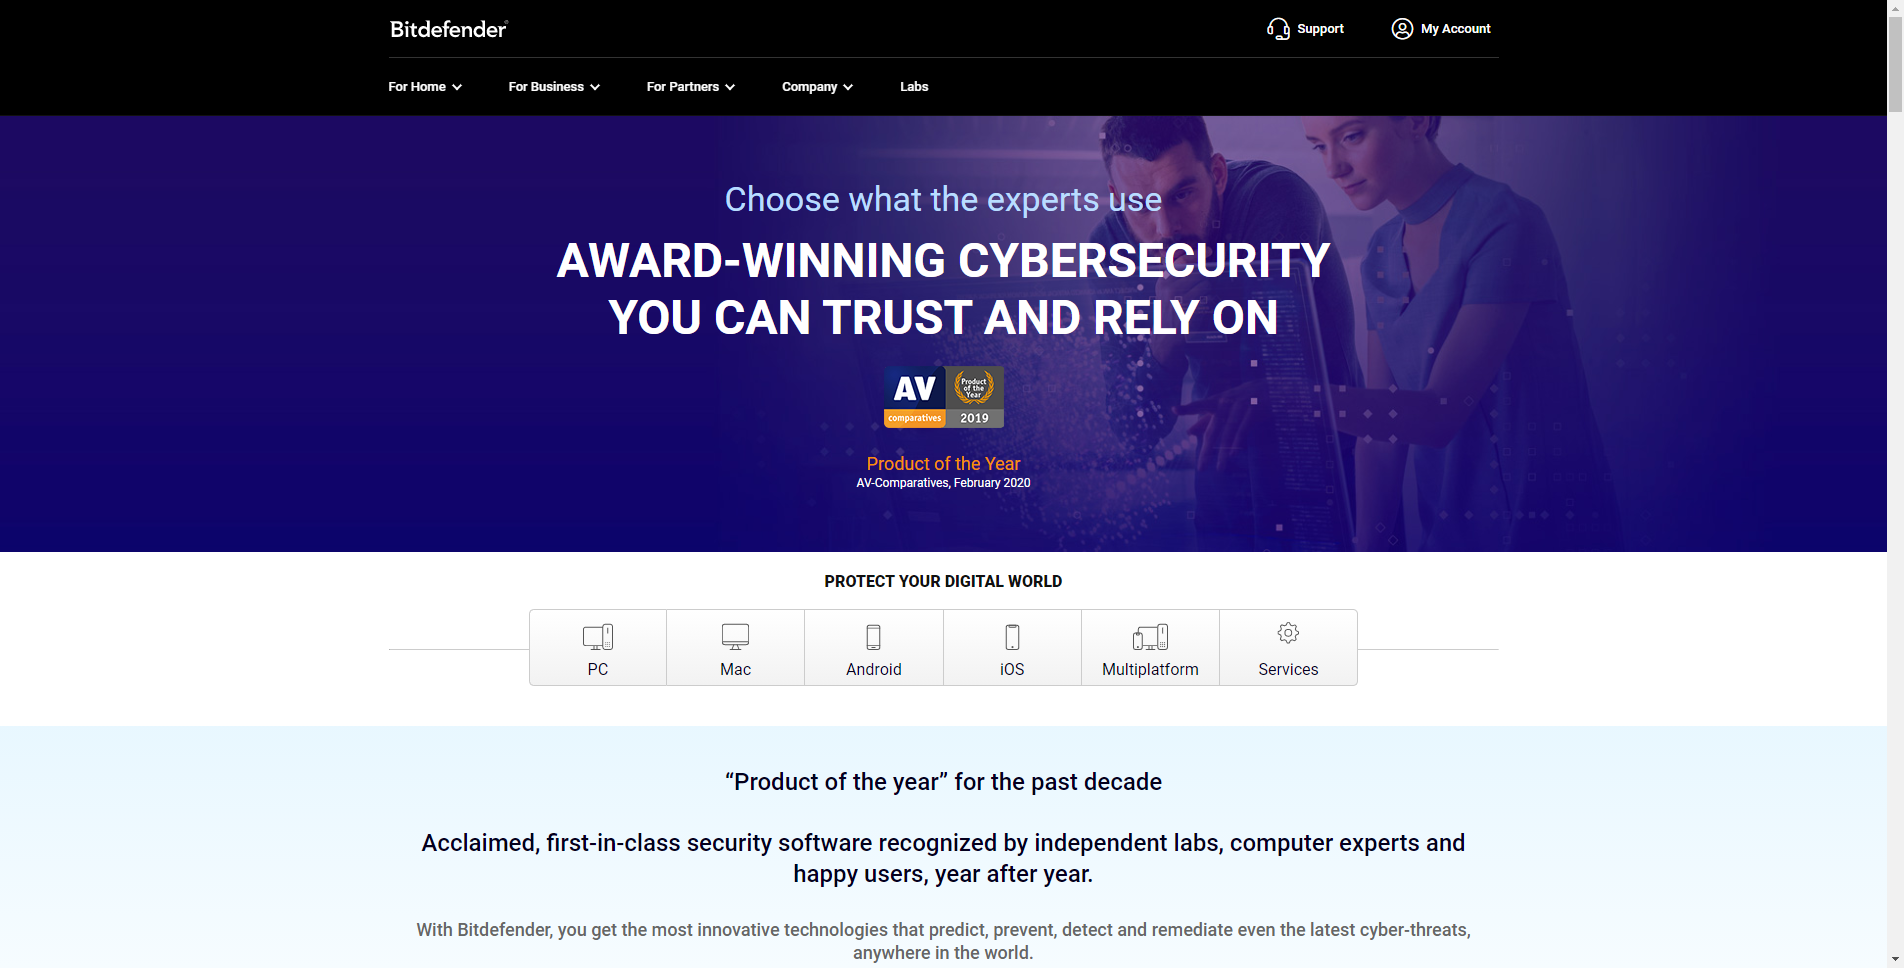 Bitdefender
Support
My Account
For Home
For Business
For Partners
Company
Labs
Choose what the experts use
AWARD-WINNING CYBERSECURITY
YOU CAN TRUST AND RELY ON
AV
comparatives
Product
of the
Year
2019
Product of the Year
AV-Comparatives, February 2020
PROTECT YOUR DIGITAL WORLD
PC
Mac
Android
iOS
Multiplatform
Services
“Product of the year” for the past decade
Acclaimed, first-in-class security software recognized by independent labs, computer experts and
happy users, year after year.
With Bitdefender, you get the most innovative technologies that predict, prevent, detect and remediate even the latest cyber-threats,
anywhere in the world.